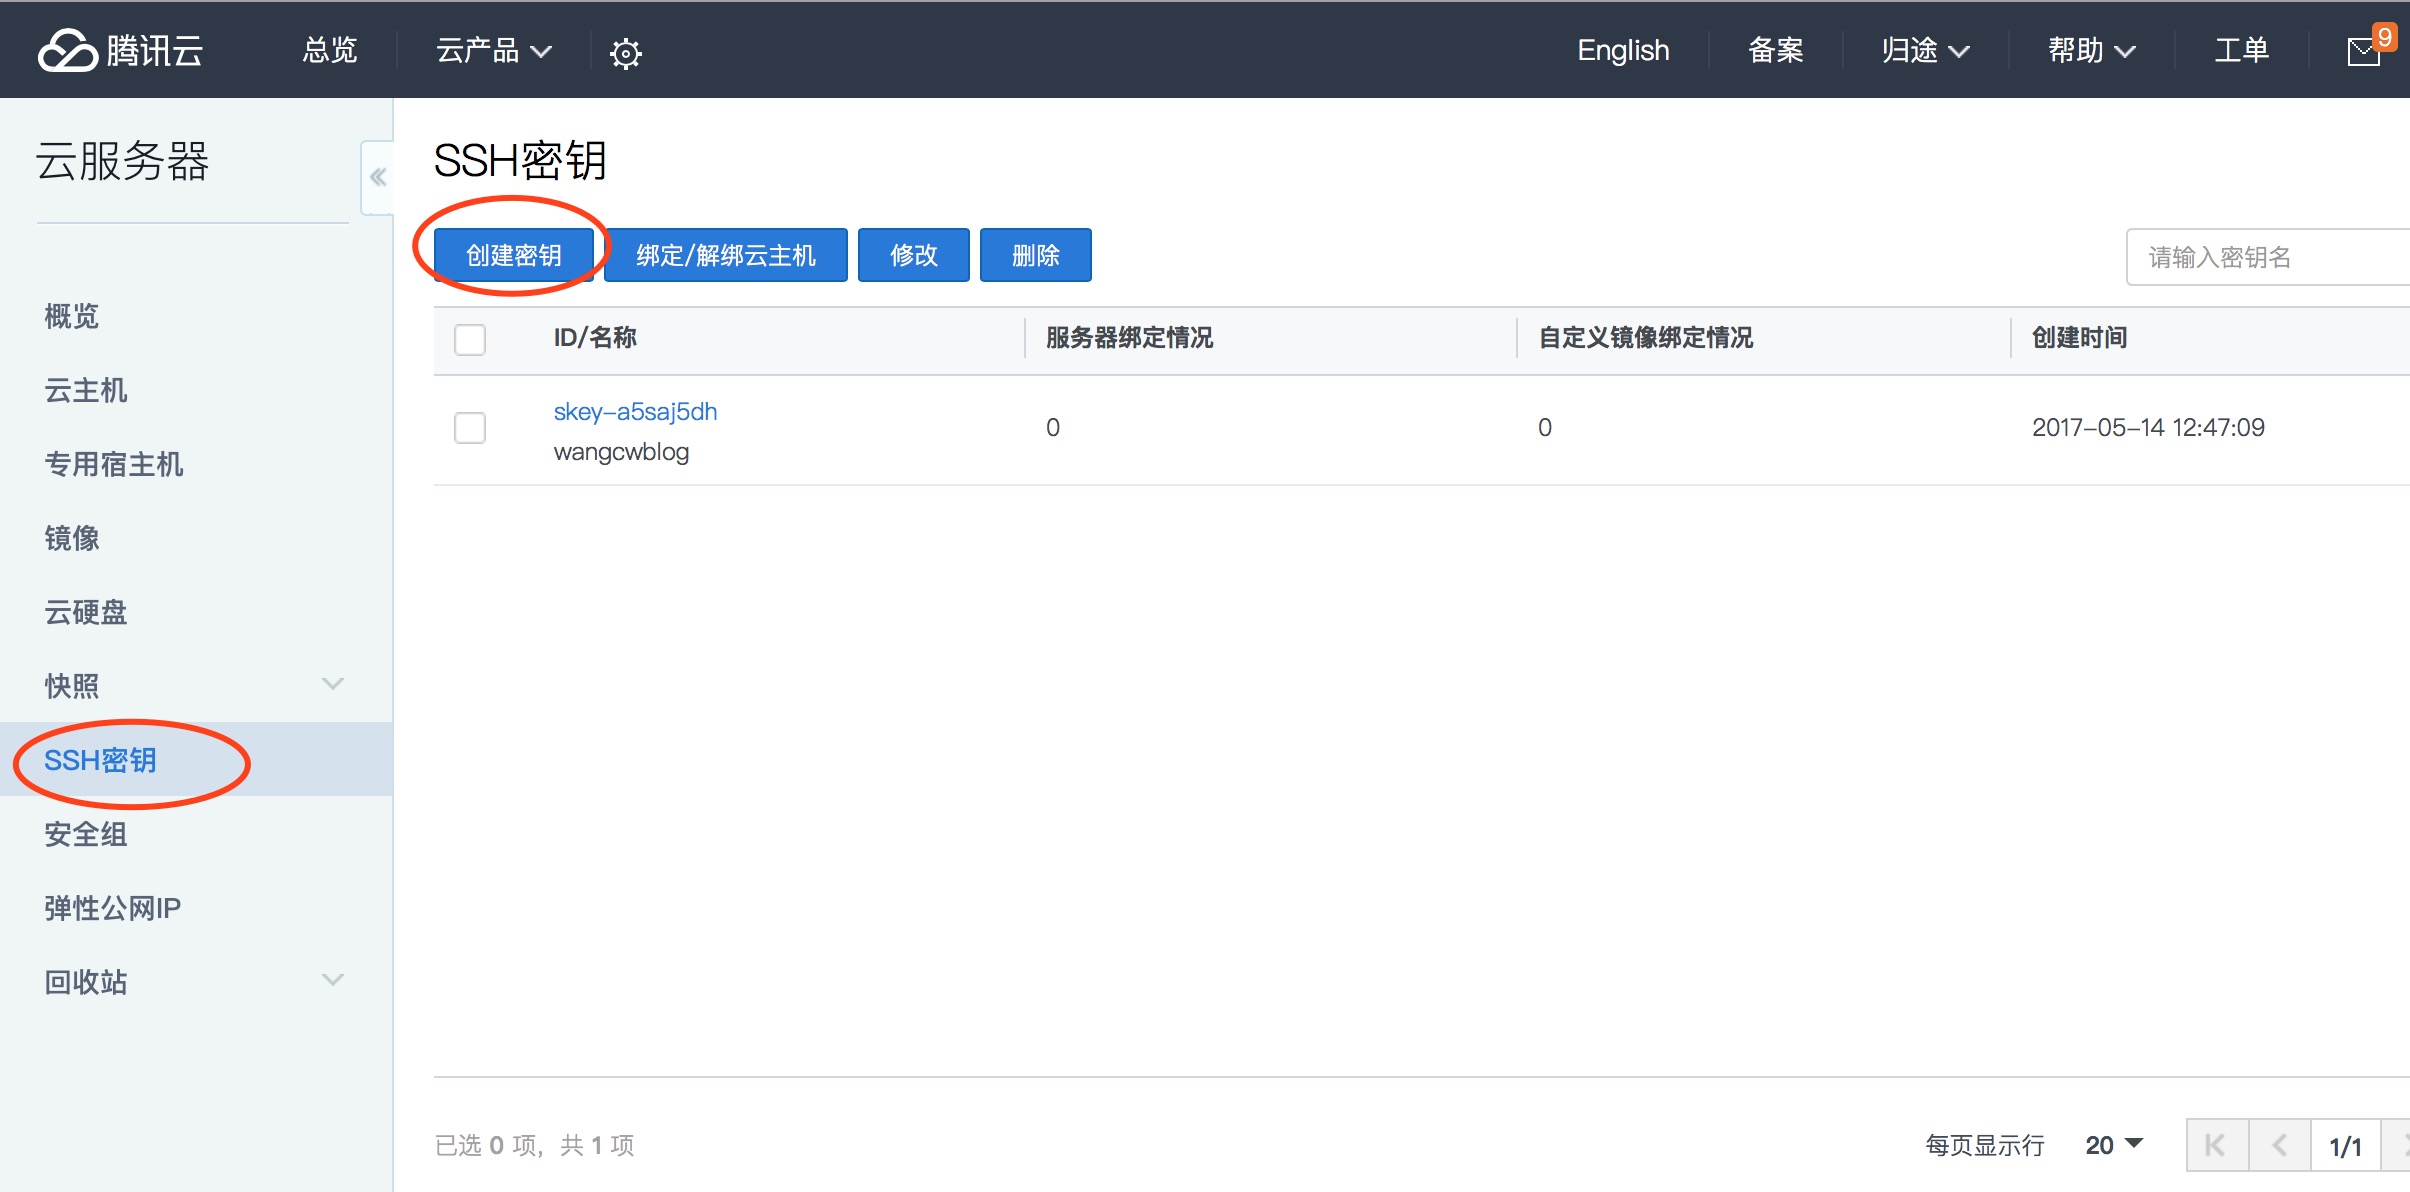 腾讯云 总览 云产品 English 备案 归途 帮助 工单 9
云服务器
概览
云主机
专用宿主机
镜像
云硬盘
快照
SSH密钥
安全组
弹性公网IP
回收站
SSH密钥
创建密钥 绑定/解绑云主机 修改 删除 请输入密钥名
ID/名称 服务器绑定情况 自定义镜像绑定情况 创建时间
skey-a5saj5dh 0 0 2017-05-14 12:47:09
wangcwblog
已选 0 项，共 1 项 每页显示行 20 1/1